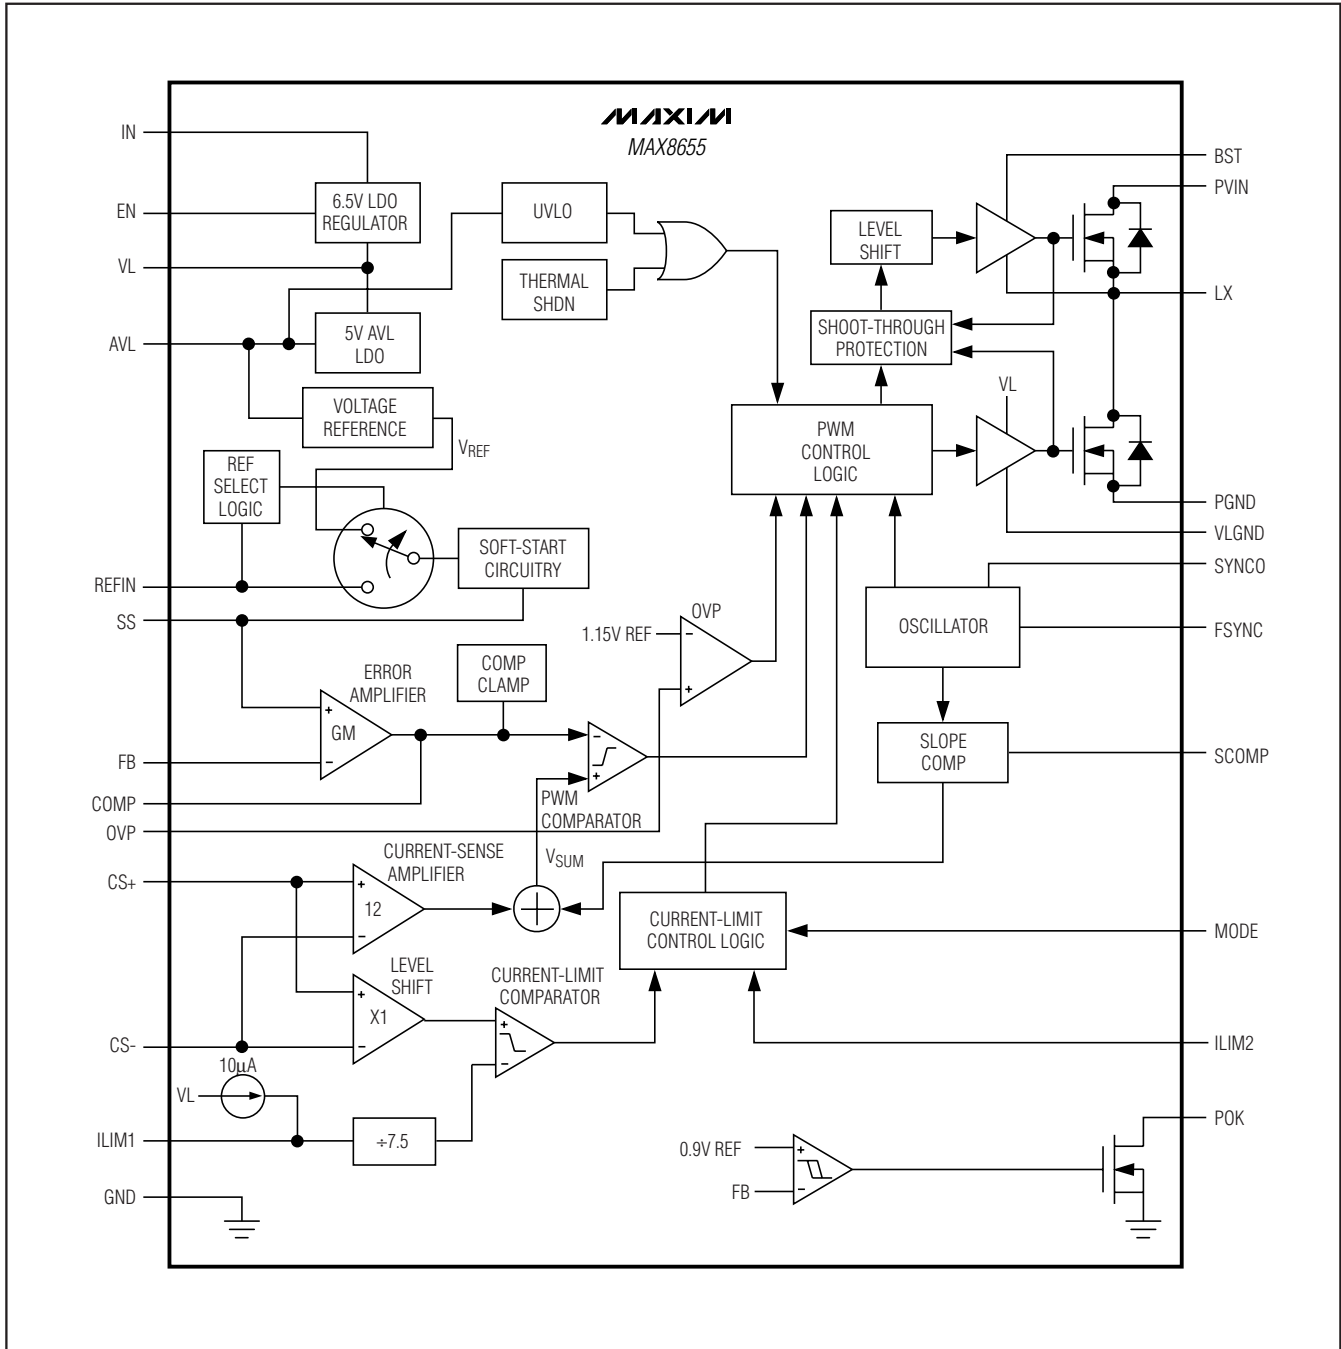 MAXIM
MAX8655
IN
EN
VL
AVL
REFIN
SS
FB
COMP
OVP
CS+
CS-
ILIM1
GND
BST
PVIN
LX
PGND
VLGND
SYNCO
FSYNC
SCOMP
MODE
ILIM2
POK
6.5V LDO
REGULATOR
5V AVL
LDO
VOLTAGE
REFERENCE
VREF
REF
SELECT
LOGIC
SOFT-START
CIRCUITRY
UVLO
THERMAL
SHDN
LEVEL
SHIFT
SHOOT-THROUGH
PROTECTION
VL
PWM
CONTROL
LOGIC
OSCILLATOR
SLOPE
COMP
OVP
1.15V REF
-
+
COMP
CLAMP
ERROR
AMPLIFIER
+
GM
-
-
+
PWM
COMPARATOR
VSUM
CURRENT-SENSE
AMPLIFIER
+
12
-
LEVEL
SHIFT
+
X1
-
CURRENT-LIMIT
COMPARATOR
+
-
CURRENT-LIMIT
CONTROL LOGIC
10µA
VL
÷7.5
0.9V REF
+
FB
-